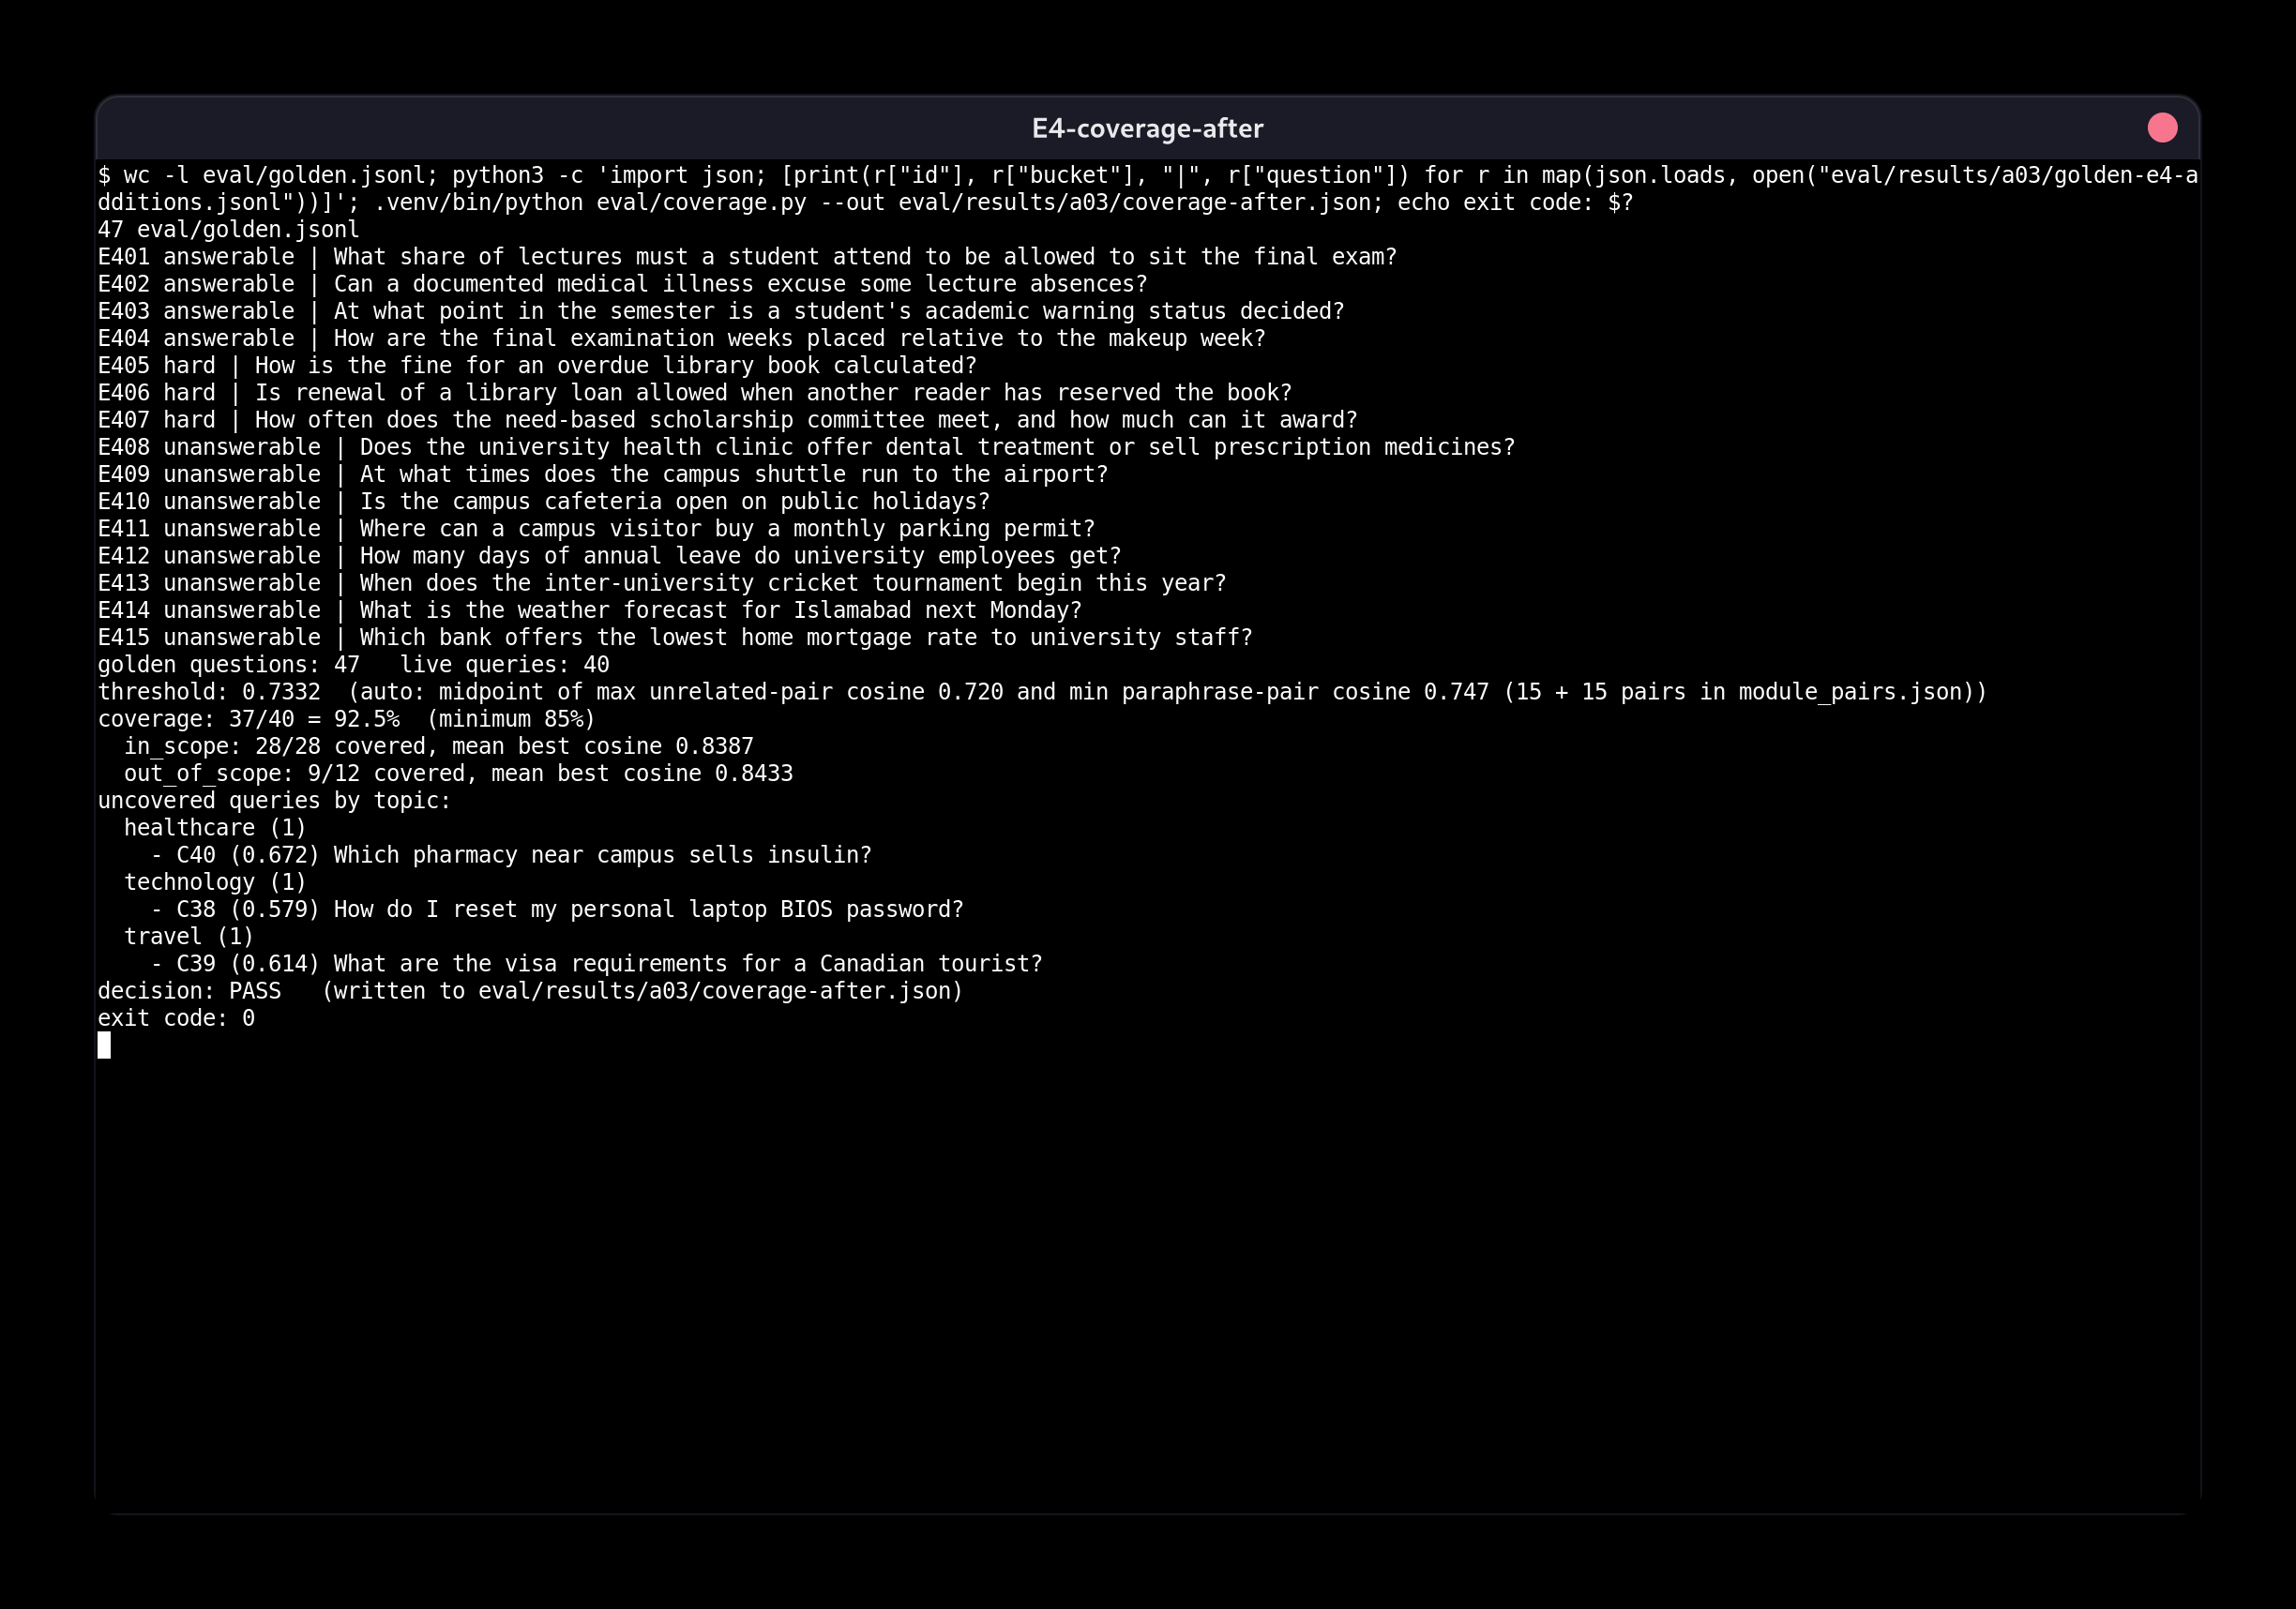 E4-coverage-after
$ wc -l eval/golden.jsonl; python3 -c 'import json; [print(r["id"], r["bucket"], "|", r["question"]) for r in map(json.loads, open("eval/results/a03/golden-e4-a
dditions.jsonl"))]'; .venv/bin/python eval/coverage.py --out eval/results/a03/coverage-after.json; echo exit code: $?
47 eval/golden.jsonl
E401 answerable | What share of lectures must a student attend to be allowed to sit the final exam?
E402 answerable | Can a documented medical illness excuse some lecture absences?
E403 answerable | At what point in the semester is a student's academic warning status decided?
E404 answerable | How are the final examination weeks placed relative to the makeup week?
E405 hard | How is the fine for an overdue library book calculated?
E406 hard | Is renewal of a library loan allowed when another reader has reserved the book?
E407 hard | How often does the need-based scholarship committee meet, and how much can it award?
E408 unanswerable | Does the university health clinic offer dental treatment or sell prescription medicines?
E409 unanswerable | At what times does the campus shuttle run to the airport?
E410 unanswerable | Is the campus cafeteria open on public holidays?
E411 unanswerable | Where can a campus visitor buy a monthly parking permit?
E412 unanswerable | How many days of annual leave do university employees get?
E413 unanswerable | When does the inter-university cricket tournament begin this year?
E414 unanswerable | What is the weather forecast for Islamabad next Monday?
E415 unanswerable | Which bank offers the lowest home mortgage rate to university staff?
golden questions: 47   live queries: 40
threshold: 0.7332  (auto: midpoint of max unrelated-pair cosine 0.720 and min paraphrase-pair cosine 0.747 (15 + 15 pairs in module_pairs.json))
coverage: 37/40 = 92.5%  (minimum 85%)
  in_scope: 28/28 covered, mean best cosine 0.8387
  out_of_scope: 9/12 covered, mean best cosine 0.8433
uncovered queries by topic:
  healthcare (1)
    - C40 (0.672) Which pharmacy near campus sells insulin?
  technology (1)
    - C38 (0.579) How do I reset my personal laptop BIOS password?
  travel (1)
    - C39 (0.614) What are the visa requirements for a Canadian tourist?
decision: PASS   (written to eval/results/a03/coverage-after.json)
exit code: 0